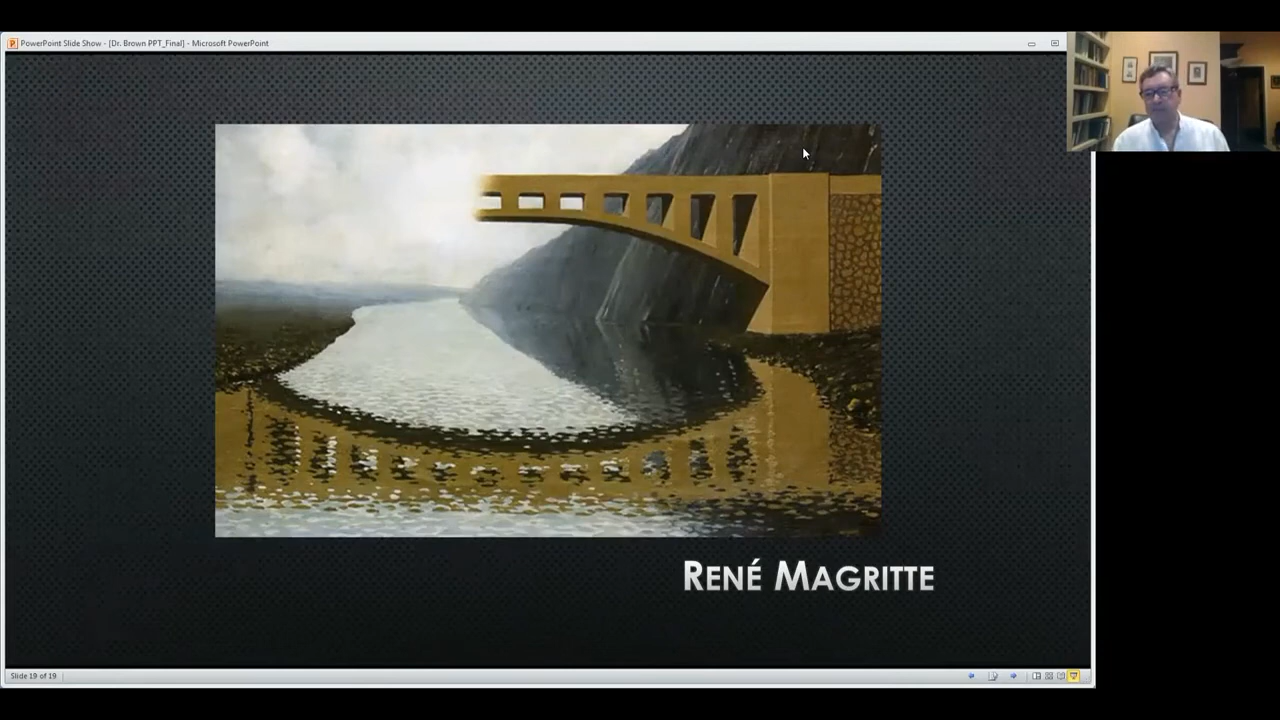 PowerPoint Slide Show - [Dr. Brown PPT_Final] - Microsoft PowerPoint
RENÉ MAGRITTE
Slide 19 of 19